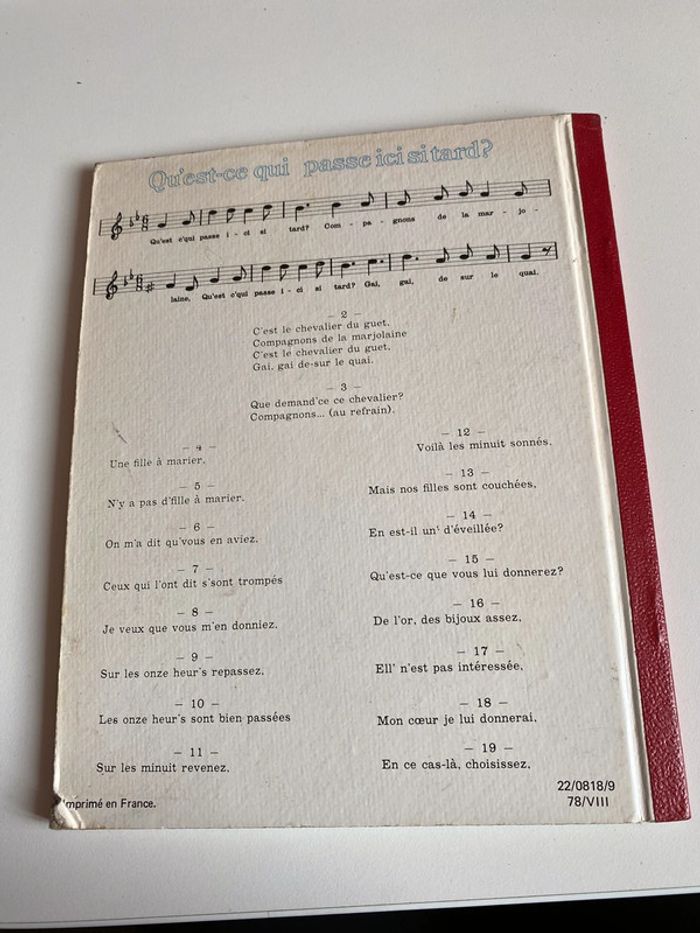 Qu'est-ce qui passe ici si tard?
Qu'est c'qui passe i - ci si tard? Com - pa - gnons de la mar - jo -
laine, Qu'est c'qui passe i - ci si tard? Gai, gai, de sur le quai.
— 2 —
C'est le chevalier du guet,
Compagnons de la marjolaine
C'est le chevalier du guet,
Gai, gai de-sur le quai.
— 3 —
Que demand'ce ce chevalier?
Compagnons... (au refrain).
— 4 —
Une fille à marier,
— 5 —
N'y a pas d'fille à marier.
— 6 —
On m'a dit qu'vous en aviez.
— 7 —
Ceux qui l'ont dit s'sont trompés
— 8 —
Je veux que vous m'en donniez.
— 9 —
Sur les onze heur's repassez,
— 10 —
Les onze heur's sont bien passées
— 11 —
Sur les minuit revenez,
— 12 —
Voilà les minuit sonnés.
— 13 —
Mais nos filles sont couchées,
— 14 —
En est-il un' d'éveillée?
— 15 —
Qu'est-ce que vous lui donnerez?
— 16 —
De l'or, des bijoux assez,
— 17 —
Ell' n'est pas intéressée,
— 18 —
Mon cœur je lui donnerai,
— 19 —
En ce cas-là, choisissez,
Imprimé en France.
22/0818/9
78/VIII